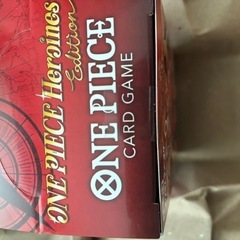 ONE PIECE Heroines
Edition
ONE PIECE
CARD GAME